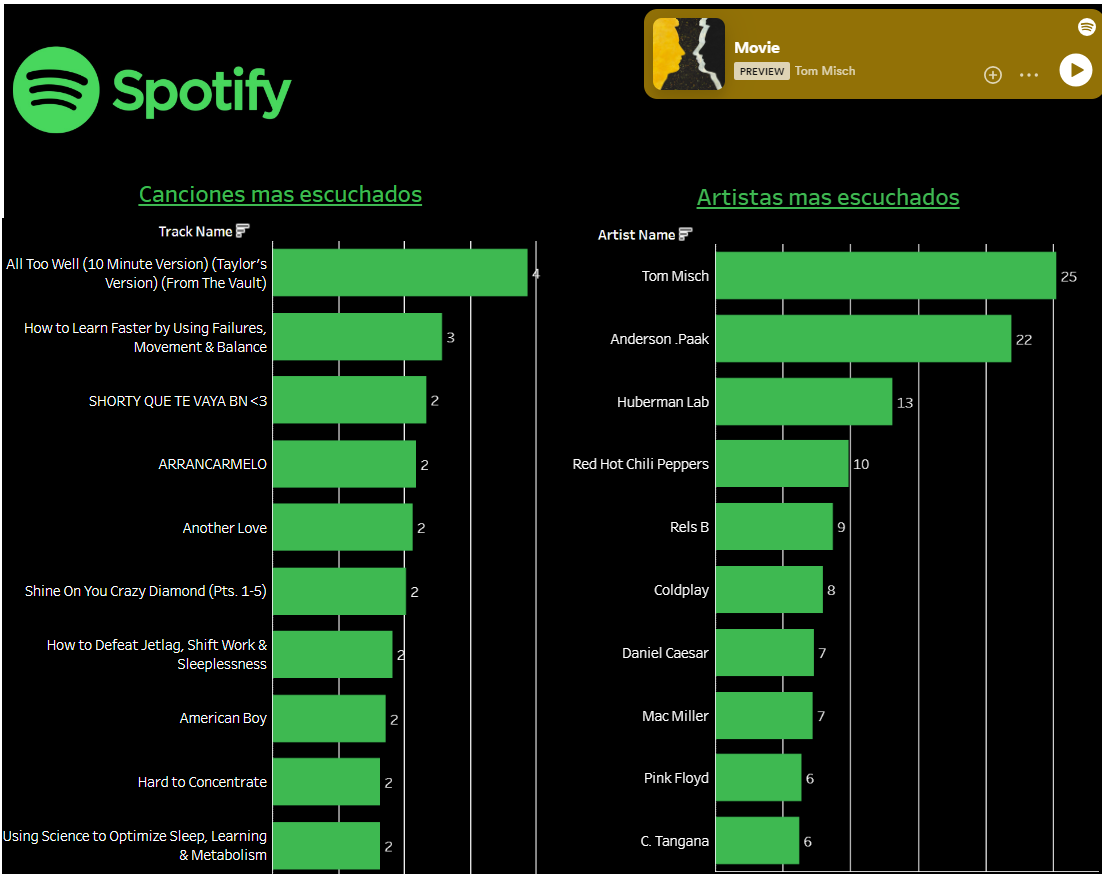 Spotify
Movie
PREVIEW Tom Misch
Canciones mas escuchados
Track Name
All Too Well (10 Minute Version) (Taylor's
Version) (From The Vault)
4
How to Learn Faster by Using Failures,
Movement & Balance
3
SHORTY QUE TE VAYA BN <3
2
ARRANCARMELO
2
Another Love
2
Shine On You Crazy Diamond (Pts. 1-5)
2
How to Defeat Jetlag, Shift Work &
Sleeplessness
2
American Boy
2
Hard to Concentrate
2
Using Science to Optimize Sleep, Learning
& Metabolism
2
Artistas mas escuchados
Artist Name
Tom Misch
25
Anderson .Paak
22
Huberman Lab
13
Red Hot Chili Peppers
10
Rels B
9
Coldplay
8
Daniel Caesar
7
Mac Miller
7
Pink Floyd
6
C. Tangana
6